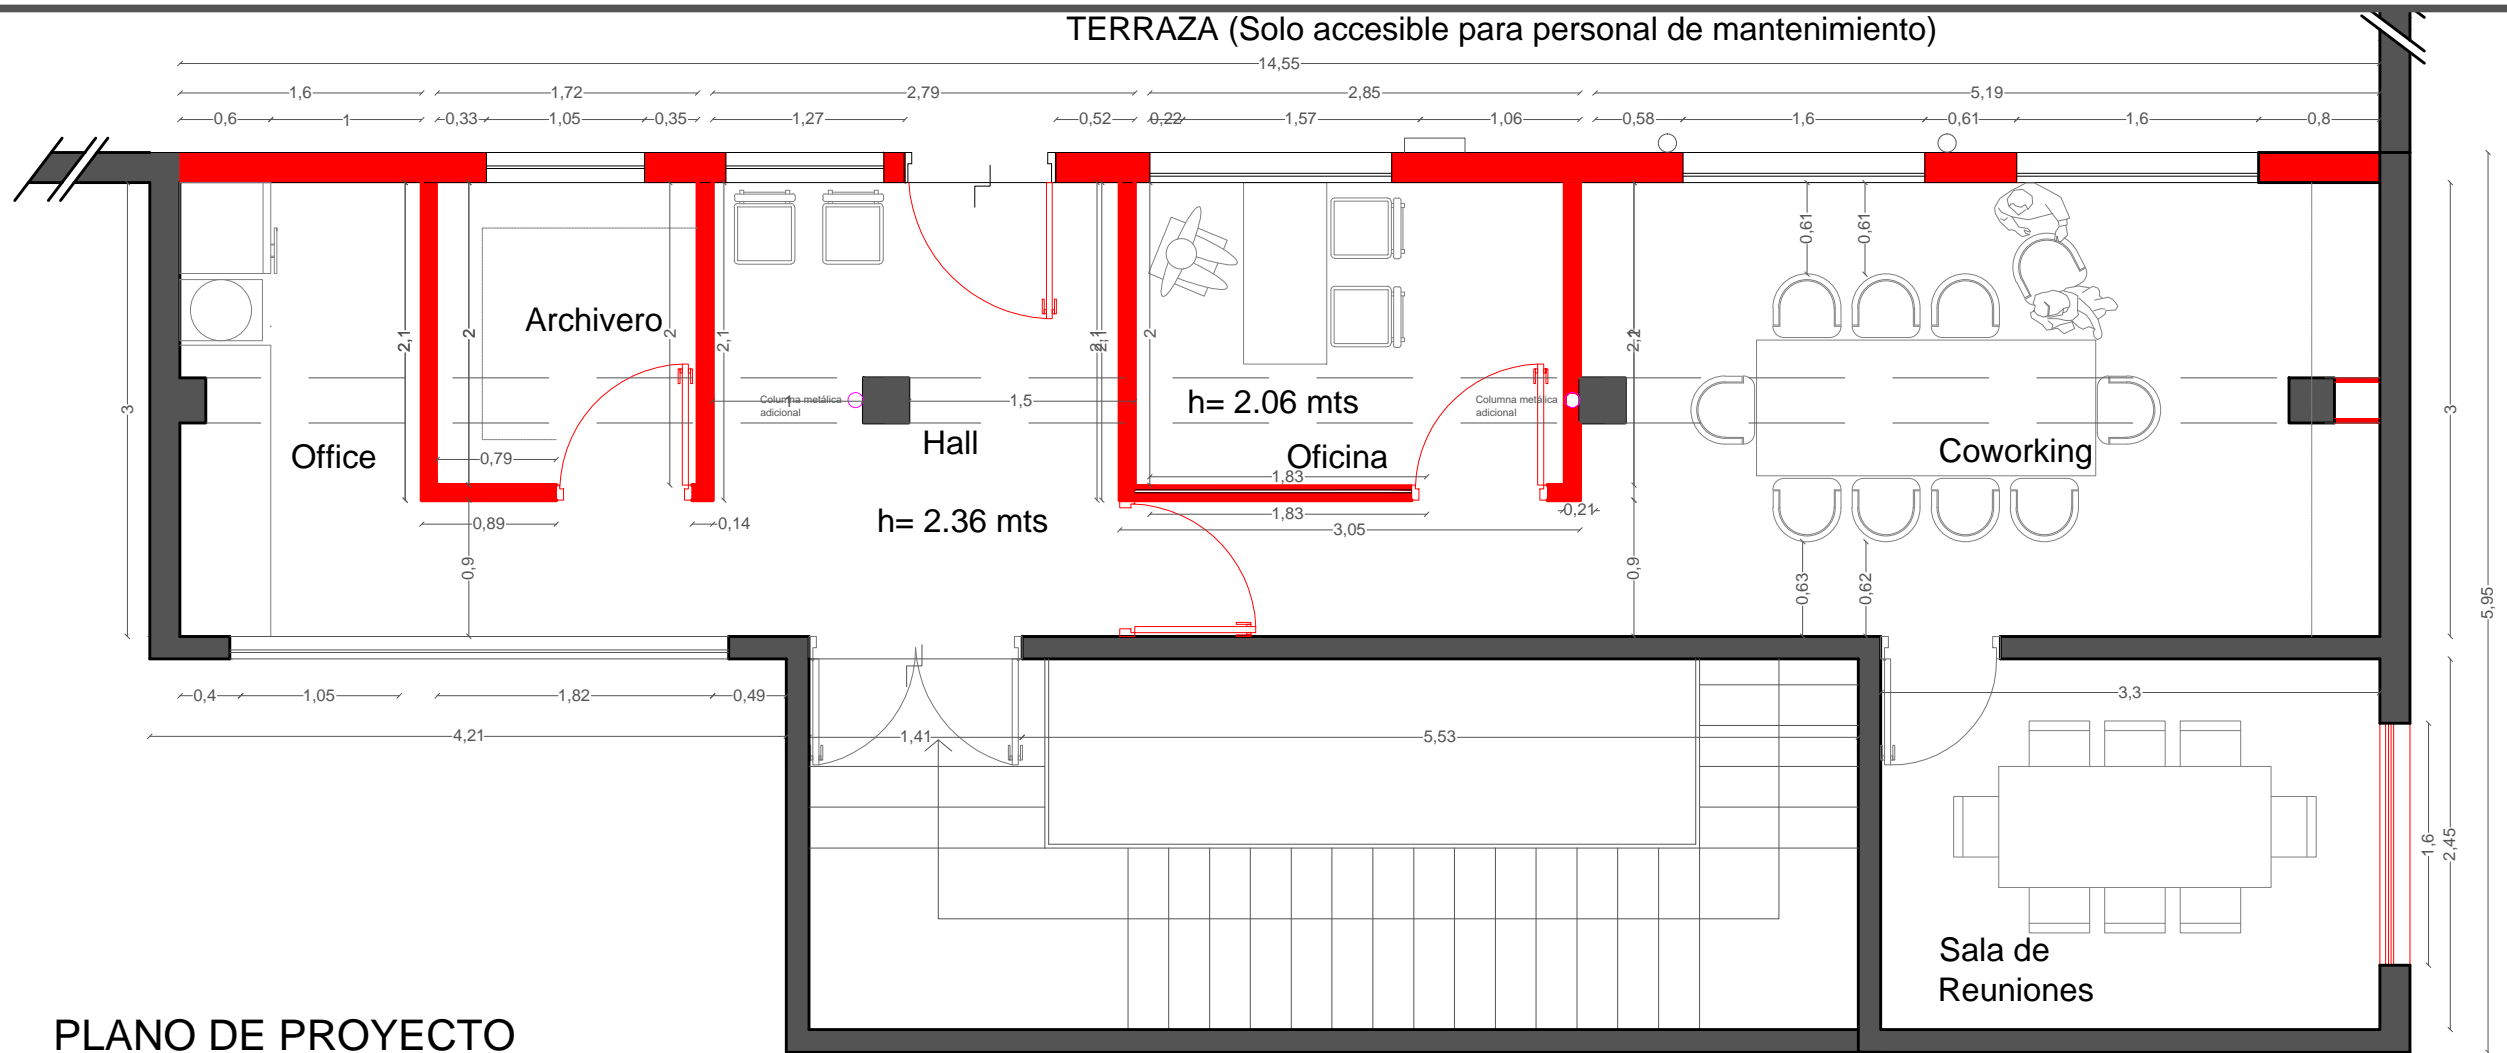 TERRAZA (Solo accesible para personal de mantenimiento)
14,55
1,6 1,72 2,79 2,85 5,19
0,6 1 0,33 1,05 0,35 1,27 0,52 0,22 1,57 1,06 0,58 1,6 0,61 1,6 0,8
0,61 0,61
Archivero
2,1 2 2 2,1 2,1 2 2,2
3 3
Columna metálica
adicional
1 1,5
h= 2.06 mts
Columna metálica
adicional
Office
Hall
Oficina
Coworking
0,79 1,83
0,89 0,14
h= 2.36 mts
1,83 0,21
3,05
0,9 0,9 0,63 0,62
5,95
0,4 1,05 1,82 0,49 3,3
4,21 1,41 5,53
1,6 2,45
Sala de
Reuniones
PLANO DE PROYECTO